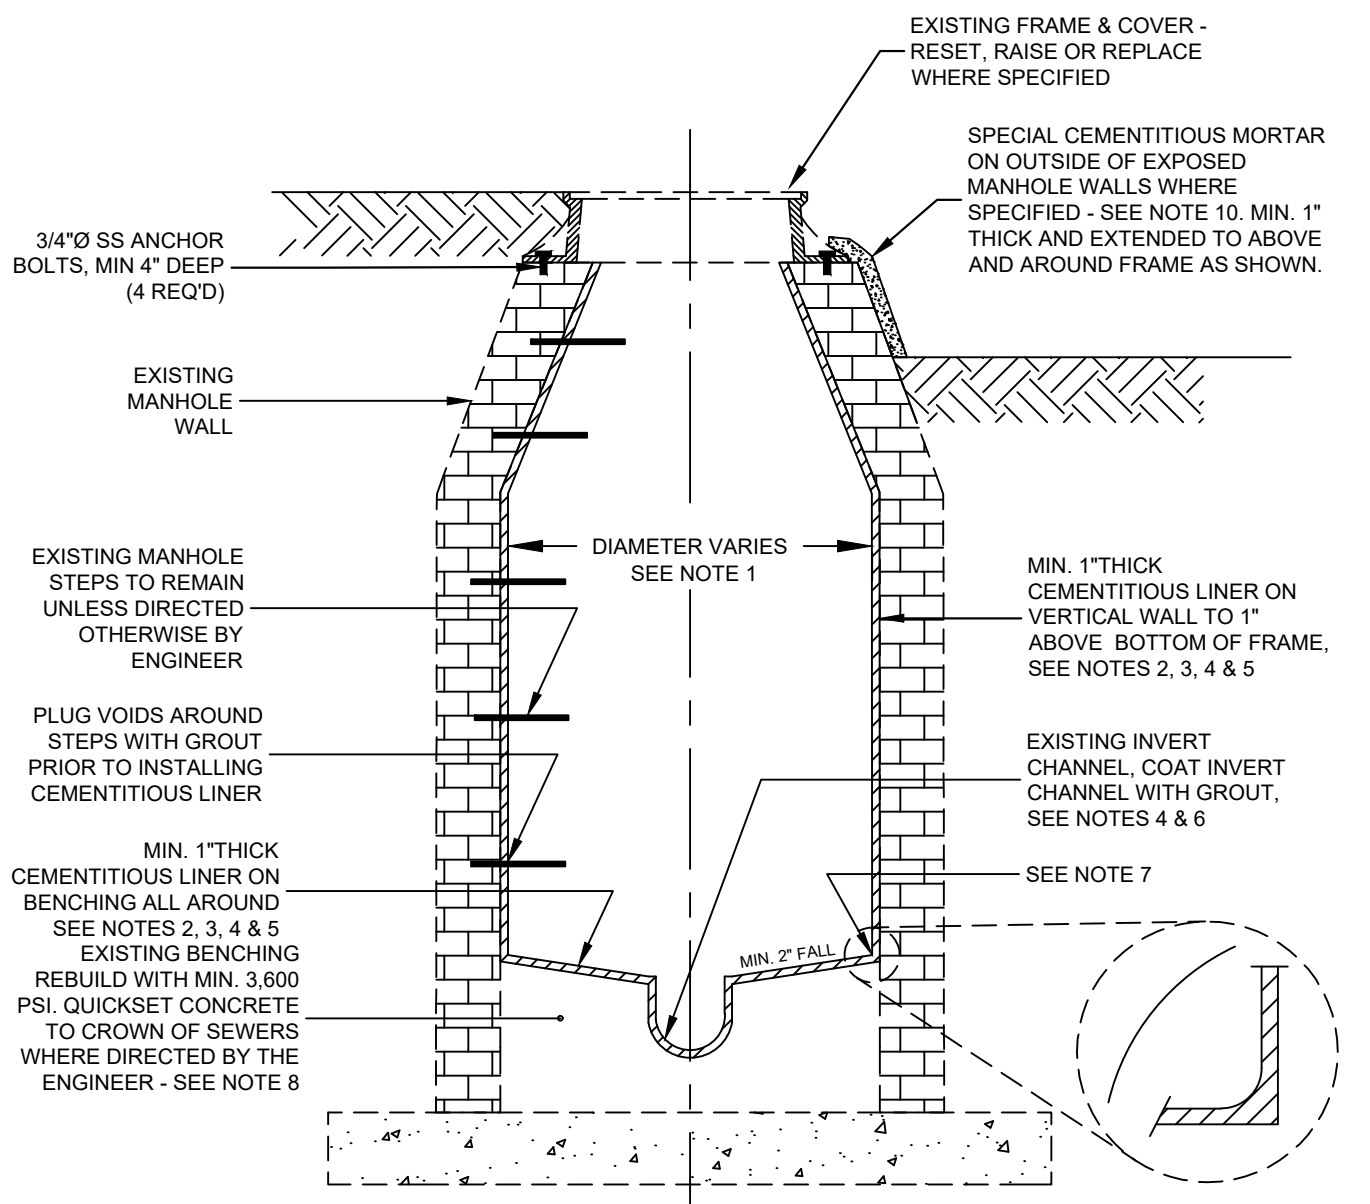 EXISTING FRAME & COVER -
RESET, RAISE OR REPLACE
WHERE SPECIFIED
SPECIAL CEMENTITIOUS MORTAR
ON OUTSIDE OF EXPOSED
MANHOLE WALLS WHERE
SPECIFIED - SEE NOTE 10. MIN. 1"
THICK AND EXTENDED TO ABOVE
AND AROUND FRAME AS SHOWN.
3/4"Ø SS ANCHOR
BOLTS, MIN 4" DEEP
(4 REQ'D)
EXISTING
MANHOLE
WALL
DIAMETER VARIES
SEE NOTE 1
EXISTING MANHOLE
STEPS TO REMAIN
UNLESS DIRECTED
OTHERWISE BY
ENGINEER
MIN. 1"THICK
CEMENTITIOUS LINER ON
VERTICAL WALL TO 1"
ABOVE BOTTOM OF FRAME,
SEE NOTES 2, 3, 4 & 5
PLUG VOIDS AROUND
STEPS WITH GROUT
PRIOR TO INSTALLING
CEMENTITIOUS LINER
EXISTING INVERT
CHANNEL, COAT INVERT
CHANNEL WITH GROUT,
SEE NOTES 4 & 6
MIN. 1"THICK
CEMENTITIOUS LINER ON
BENCHING ALL AROUND
SEE NOTES 2, 3, 4 & 5
SEE NOTE 7
MIN. 2" FALL
EXISTING BENCHING
REBUILD WITH MIN. 3,600
PSI. QUICKSET CONCRETE
TO CROWN OF SEWERS
WHERE DIRECTED BY THE
ENGINEER - SEE NOTE 8